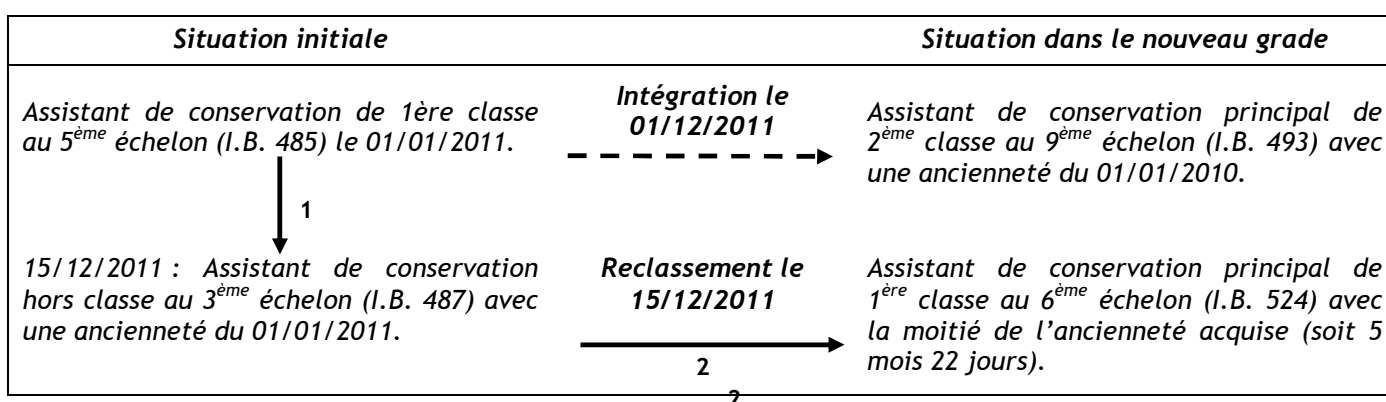 Situation initiale
Situation dans le nouveau grade
Assistant de conservation de 1ère classe
au 5ème échelon (I.B. 485) le 01/01/2011.
Intégration le
01/12/2011
Assistant de conservation principal de
2ème classe au 9ème échelon (I.B. 493) avec
une ancienneté du 01/01/2010.
1
15/12/2011 : Assistant de conservation
hors classe au 3ème échelon (I.B. 487) avec
une ancienneté du 01/01/2011.
Reclassement le
15/12/2011
2
Assistant de conservation principal de
1ère classe au 6ème échelon (I.B. 524) avec
la moitié de l’ancienneté acquise (soit 5
mois 22 jours).
2